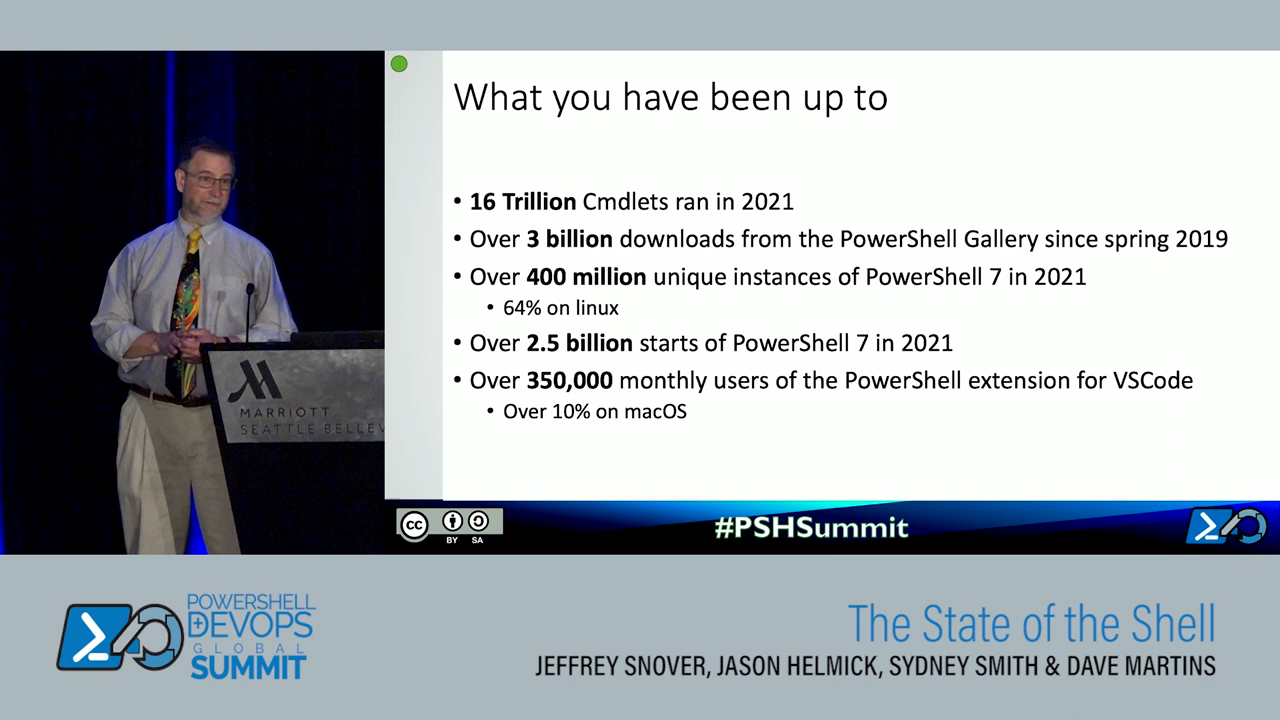 What you have been up to
• 16 Trillion Cmdlets ran in 2021
• Over 3 billion downloads from the PowerShell Gallery since spring 2019
• Over 400 million unique instances of PowerShell 7 in 2021
• 64% on linux
• Over 2.5 billion starts of PowerShell 7 in 2021
• Over 350,000 monthly users of the PowerShell extension for VSCode
• Over 10% on macOS
MARRIOTT
SEATTLE BELLEV
cc
BY SA
#PSHSummit
POWERSHELL
DEVOPS
GLOBAL
SUMMIT
The State of the Shell
JEFFREY SNOVER, JASON HELMICK, SYDNEY SMITH & DAVE MARTINS